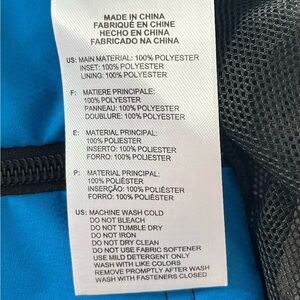 MADE IN CHINA
FABRIQUÉ EN CHINE
HECHO EN CHINA
FABRICADO NA CHINA
US: MAIN MATERIAL: 100% POLYESTER
INSET: 100% POLYESTER
LINING: 100% POLYESTER
F: MATIERE PRINCIPALE:
100% POLYESTER
PANNEAU: 100% POLYESTER
DOUBLURE: 100% POLYESTER
E: MATERIAL PRINCIPAL:
100% POLIÉSTER
INSERTO: 100% POLIÉSTER
FORRO: 100% POLIÉSTER
P: MATERIAL PRINCIPAL:
100% POLIÉSTER
INSERÇÃO: 100% POLIÉSTER
FORRO: 100% POLIÉSTER
US: MACHINE WASH COLD
DO NOT BLEACH
DO NOT TUMBLE DRY
DO NOT IRON
DO NOT DRY CLEAN
DO NOT USE FABRIC SOFTENER
USE MILD DETERGENT ONLY
WASH WITH LIKE COLORS
REMOVE PROMPTLY AFTER WASH
WASH WITH FASTENERS CLOSED